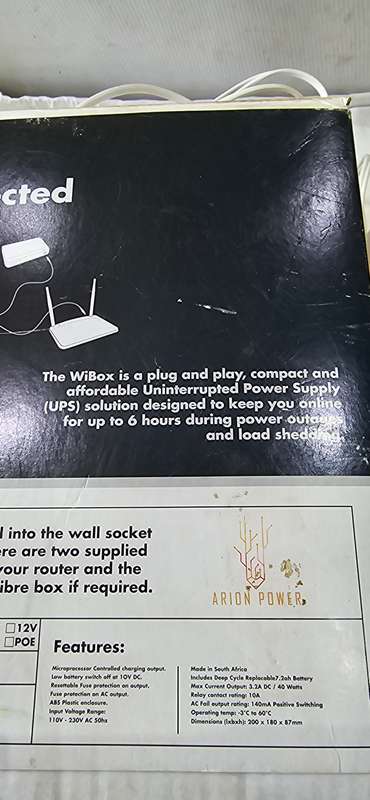 cted
The WiBox is a plug and play, compact and
affordable Uninterrupted Power Supply
(UPS) solution designed to keep you online
for up to 6 hours during power outages
and load shedding.
into the wall socket
ere are two supplied
your router and the
ibre box if required.
ARION POWER
12V
POE
Features:
Microprocessor Controlled charging output.
Low battery switch off at 10V DC.
Resettable Fuse protection on output.
Fuse protection on AC output.
ABS Plastic enclosure.
Input Voltage Range:
110V - 230V AC 50hz
Made in South Africa
Includes Deep Cycle Replacable7.2ah Battery
Max Current Output: 3.2A DC / 40 Watts
Relay contact rating: 10A
AC Fail output rating: 140mA Positive Switching
Operating temp: -3°C to 60°C
Dimensions (lxbxh): 200 x 180 x 87mm